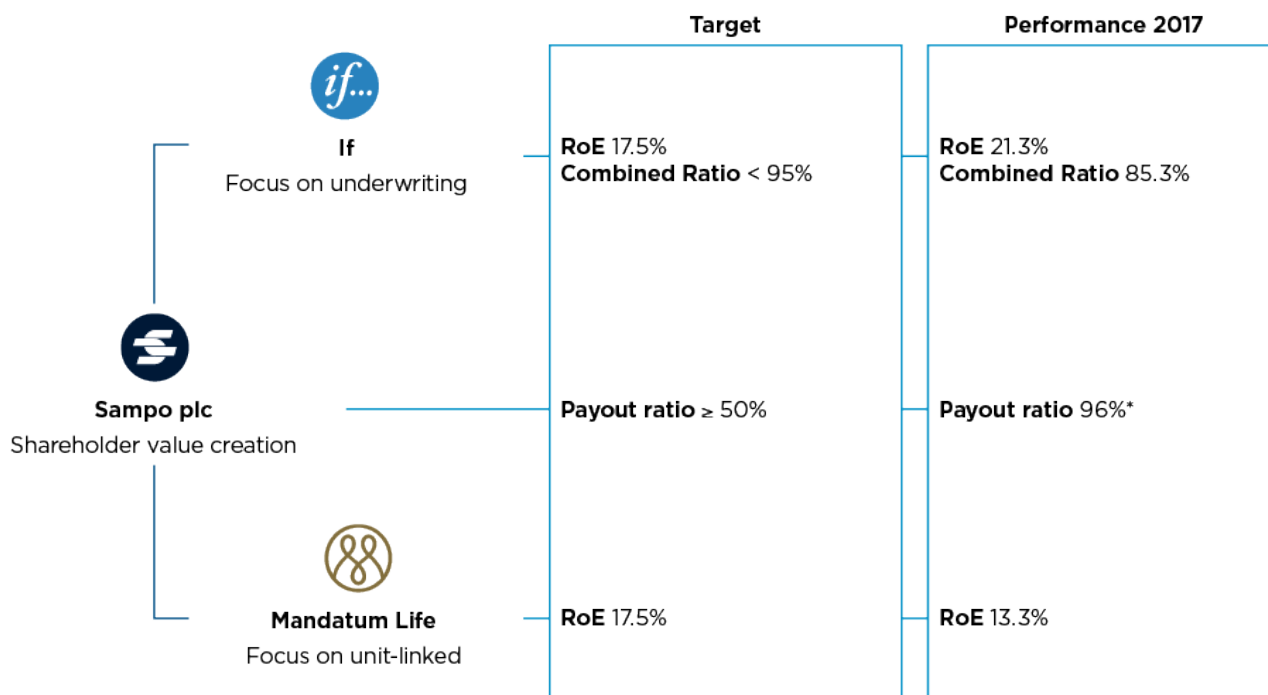 Target
Performance 2017
if...
If
Focus on underwriting
RoE 17.5%
Combined Ratio < 95%
RoE 21.3%
Combined Ratio 85.3%
Sampo plc
Shareholder value creation
Payout ratio ≥ 50%
Payout ratio 96%*
Mandatum Life
Focus on unit-linked
RoE 17.5%
RoE 13.3%